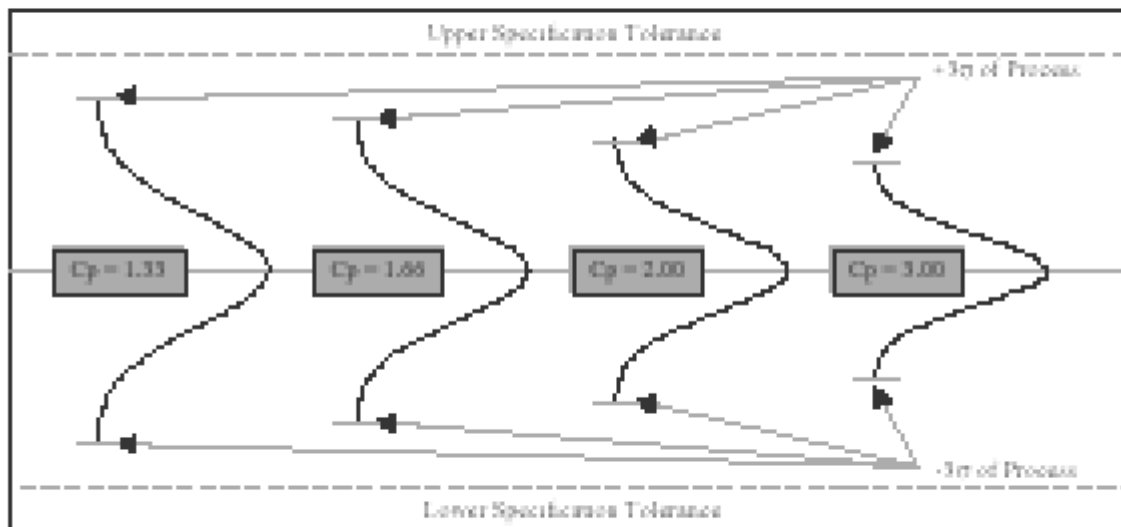 Upper Specification Tolerance
+3σ of Process
Cp = 1.33
Cp = 1.66
Cp = 2.00
Cp = 3.00
-3σ of Process
Lower Specification Tolerance